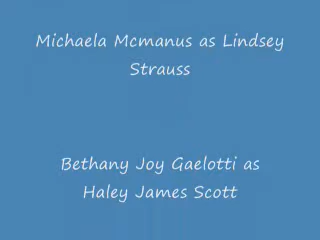 Michaela Mcmanus as Lindsey
Strauss
Bethany Joy Gaelotti as
Haley James Scott